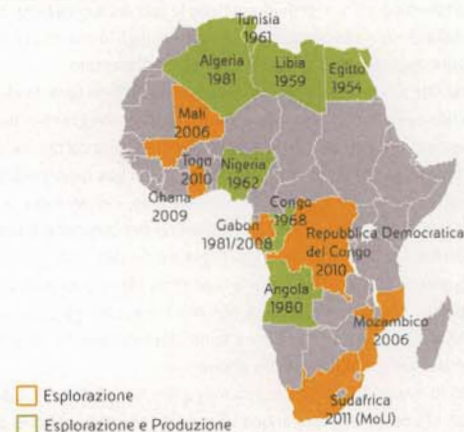 Tunisia
1961
Algeria
1981
Libia
1959
Egitto
1954
Mali
2006
Togo
2010
Nigeria
1962
Ghana
2009
Congo
1968
Gabon
1981/2008
Repubblica Democratica
del Congo
2010
Angola
1980
Mozambico
2006
Sudafrica
2011 (MoU)
Esplorazione
Esplorazione e Produzione